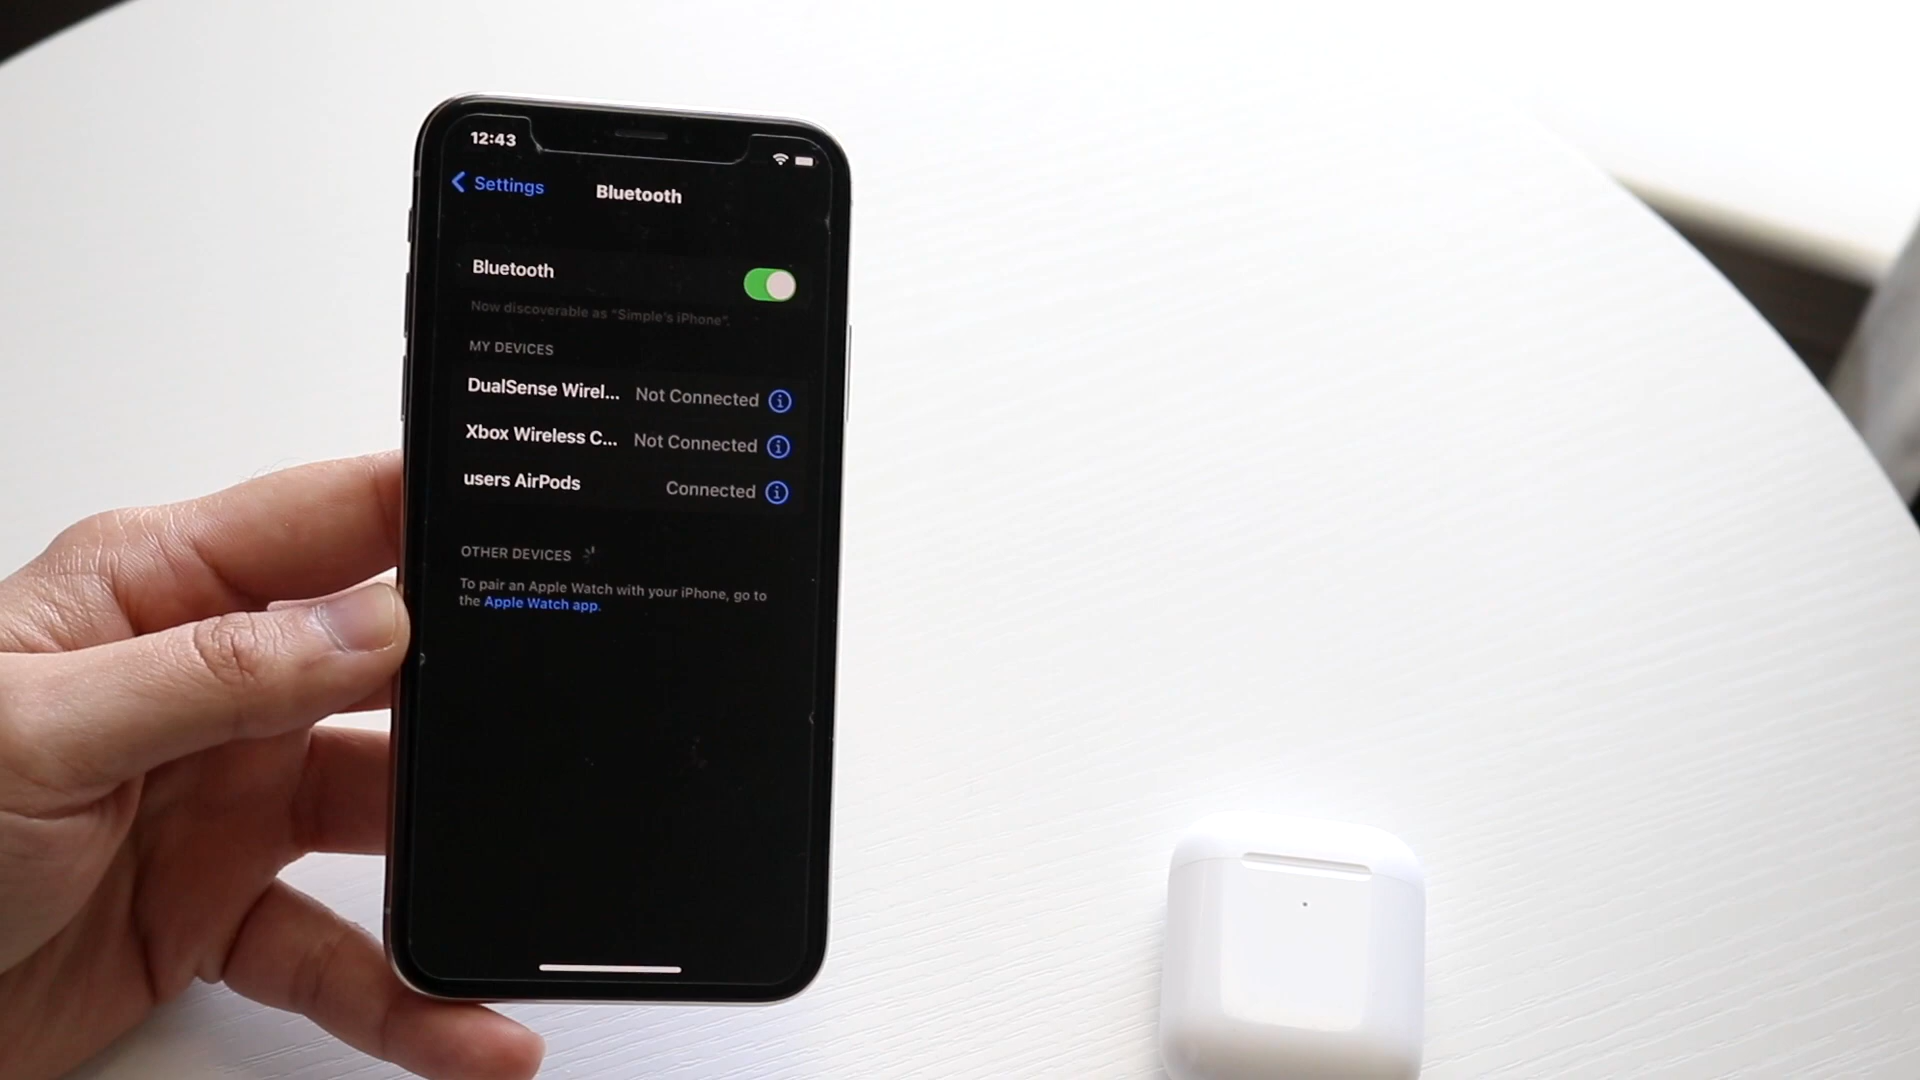 12:43
Settings
Bluetooth
Bluetooth
Now discoverable as "Simple's iPhone".
MY DEVICES
DualSense Wirel... Not Connected
Xbox Wireless C... Not Connected
users AirPods Connected
OTHER DEVICES
To pair an Apple Watch with your iPhone, go to
the Apple Watch app.